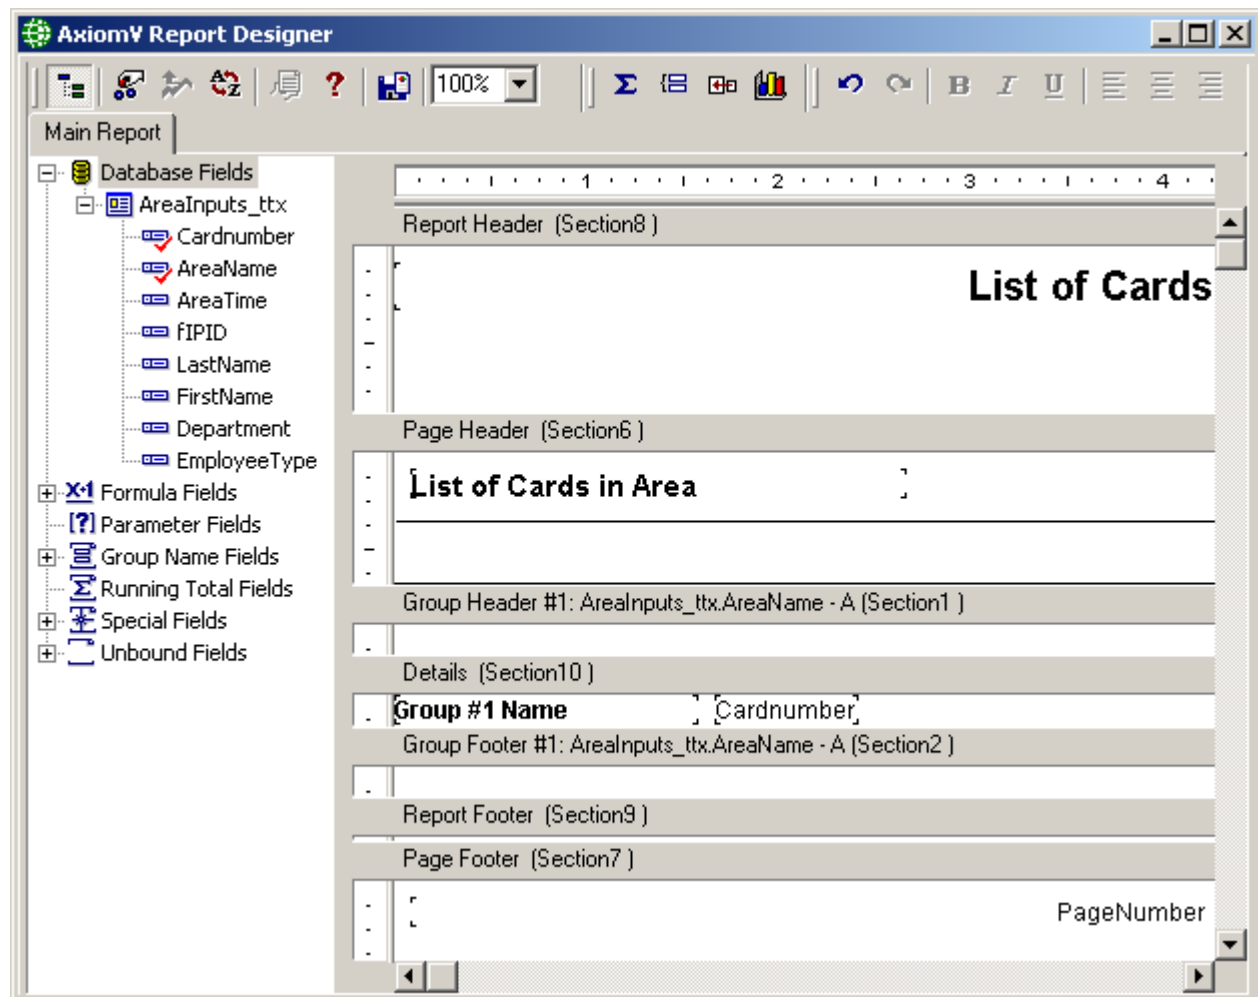 AxiomV Report Designer
100%
Main Report
Database Fields
AreaInputs_ttx
Cardnumber
AreaName
AreaTime
fIPID
LastName
FirstName
Department
EmployeeType
Formula Fields
Parameter Fields
Group Name Fields
Running Total Fields
Special Fields
Unbound Fields
1 2 3 4
Report Header (Section8 )
List of Cards
Page Header (Section6 )
List of Cards in Area
Group Header #1: AreaInputs_ttx.AreaName - A (Section1 )
Details (Section10 )
Group #1 Name Cardnumber
Group Footer #1: AreaInputs_ttx.AreaName - A (Section2 )
Report Footer (Section9 )
Page Footer (Section7 )
PageNumber